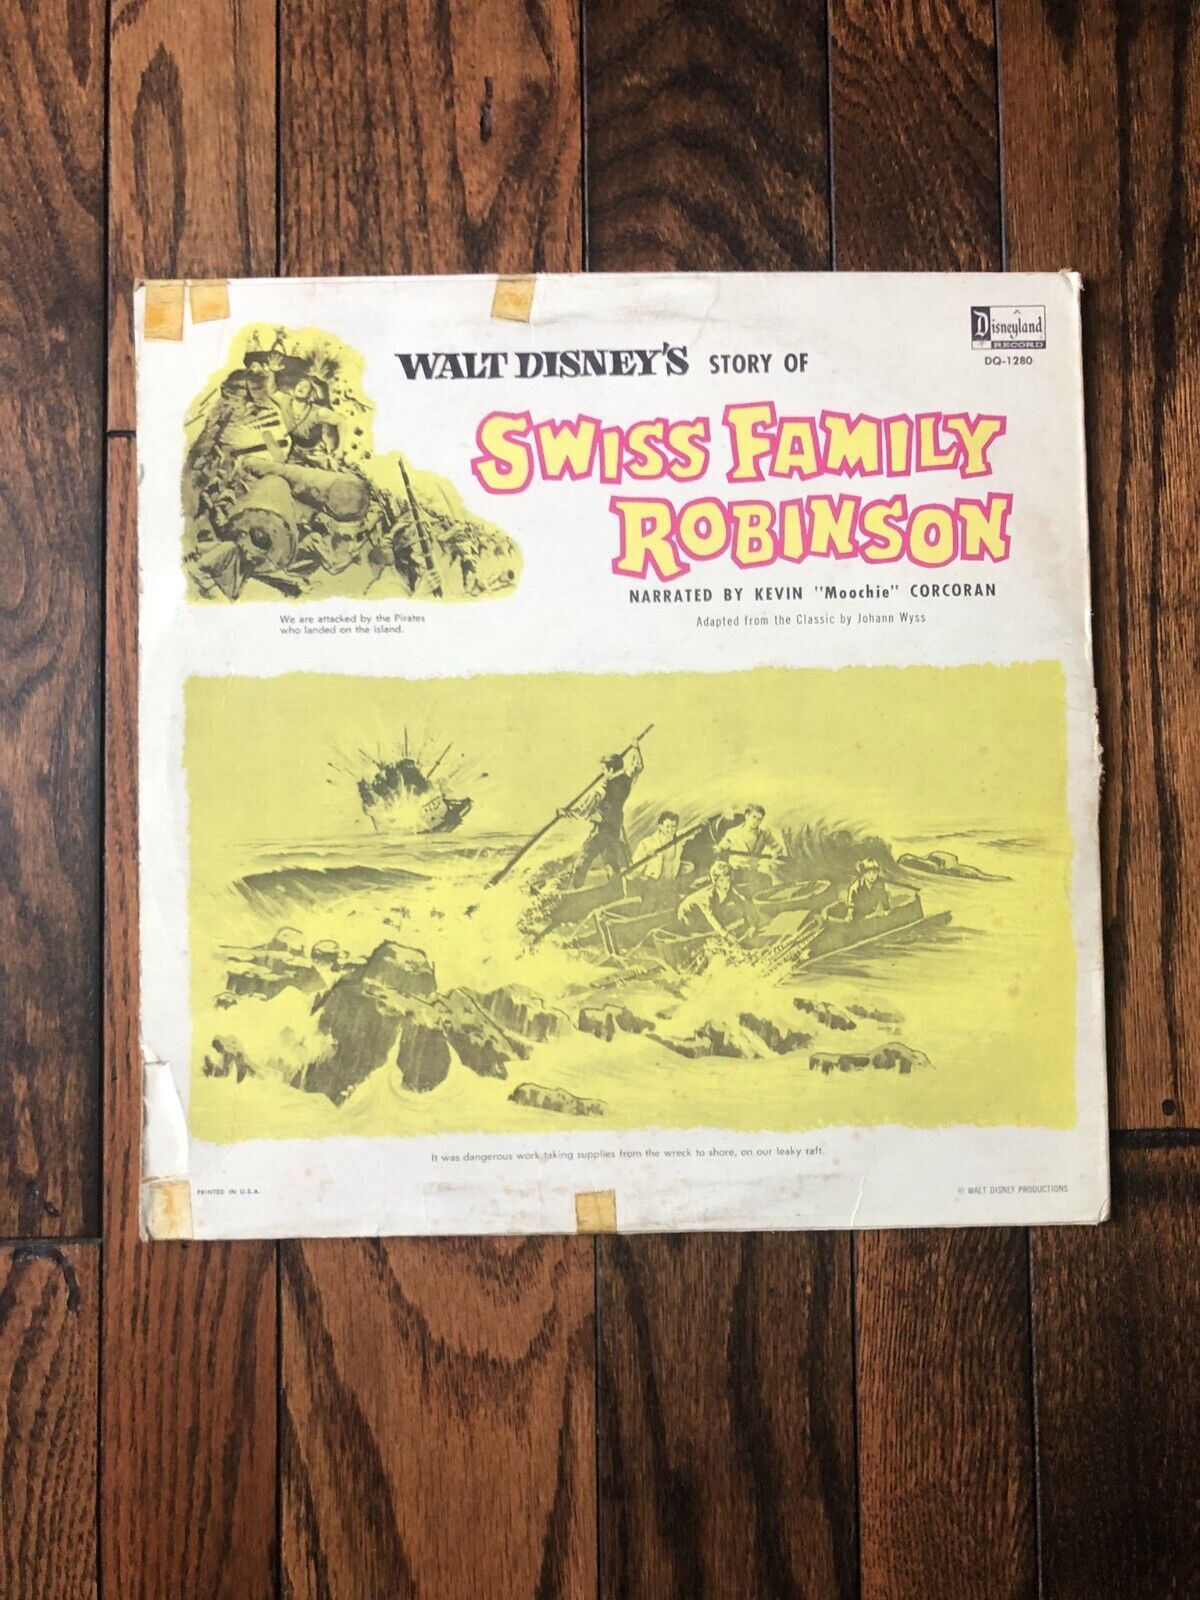 A
Disneyland
RECORD
DQ-1280
WALT DISNEY'S STORY OF
SWISS FAMILY
ROBINSON
NARRATED BY KEVIN "Moochie" CORCORAN
Adapted from the Classic by Johann Wyss
We are attacked by the Pirates
who landed on the island.
It was dangerous work taking supplies from the wreck to shore, on our leaky raft.
PRINTED IN U.S.A.
© WALT DISNEY PRODUCTIONS